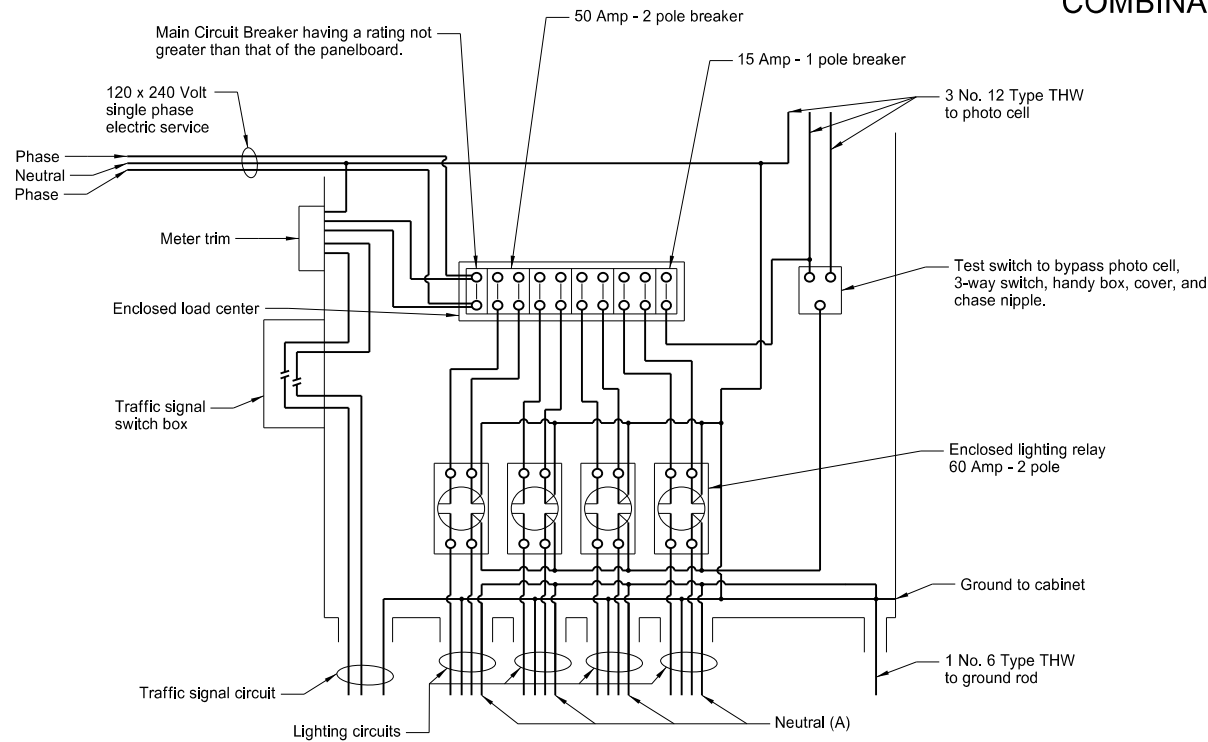 COMBINA
50 Amp - 2 pole breaker
Main Circuit Breaker having a rating not
greater than that of the panelboard.
15 Amp - 1 pole breaker
120 x 240 Volt
single phase
electric service
3 No. 12 Type THW
to photo cell
Phase
Neutral
Phase
Meter trim
Test switch to bypass photo cell,
3-way switch, handy box, cover, and
chase nipple.
Enclosed load center
Traffic signal
switch box
Enclosed lighting relay
60 Amp - 2 pole
Ground to cabinet
1 No. 6 Type THW
to ground rod
Traffic signal circuit
Neutral (A)
Lighting circuits